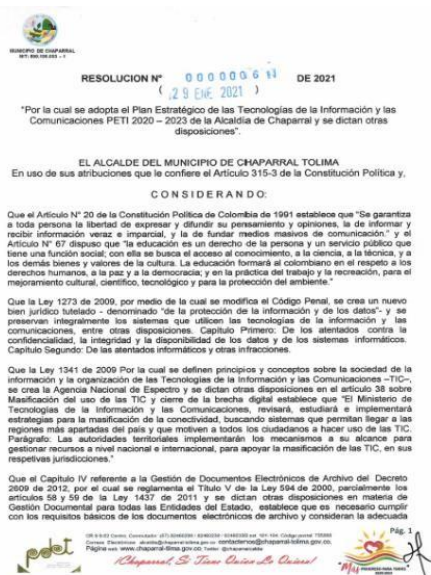 MUNICIPIO DE CHAPARRAL
NIT: 800.100.053 – 1
RESOLUCION N° DE 2021
( 29 ENE 2021 )
"Por la cual se adopta el Plan Estratégico de las Tecnologías de la Información y las
Comunicaciones PETI 2020 – 2023 de la Alcaldía de Chaparral y se dictan otras
disposiciones".
EL ALCALDE DEL MUNICIPIO DE CHAPARRAL TOLIMA
En uso de sus atribuciones que le confiere el Artículo 315-3 de la Constitución Política y,
C O N S I D E R A N D O:
Que el Artículo N° 20 de la Constitución Política de Colombia de 1991 establece que "Se garantiza
a toda persona la libertad de expresar y difundir su pensamiento y opiniones, la de informar y
recibir información veraz e imparcial, y la de fundar medios masivos de comunicación." y el
Artículo N° 67 dispuso que "la educación es un derecho de la persona y un servicio público que
tiene una función social; con ella se busca el acceso al conocimiento, a la ciencia, a la técnica, y a
los demás bienes y valores de la cultura. La educación formará al colombiano en el respeto a los
derechos humanos, a la paz y a la democracia; y en la práctica del trabajo y la recreación, para el
mejoramiento cultural, científico, tecnológico y para la protección del ambiente."
Que la Ley 1273 de 2009, por medio de la cual se modifica el Código Penal, se crea un nuevo
bien jurídico tutelado - denominado "de la protección de la información y de los datos"- y se
preservan integralmente los sistemas que utilicen las tecnologías de la información y las
comunicaciones, entre otras disposiciones. Capítulo Primero: De los atentados contra la
confidencialidad, la integridad y la disponibilidad de los datos y de los sistemas informáticos.
Capítulo Segundo: De las atentados informáticos y otras infracciones.
Que la Ley 1341 de 2009 Por la cual se definen principios y conceptos sobre la sociedad de la
información y la organización de las Tecnologías de la Información y las Comunicaciones –TIC–,
se crea la Agencia Nacional de Espectro y se dictan otras disposiciones en el artículo 38 sobre
Masificación del uso de las TIC y cierre de la brecha digital establece que "El Ministerio de
Tecnologías de la Información y las Comunicaciones, revisará, estudiará e implementará
estrategias para la masificación de la conectividad, buscando sistemas que permitan llegar a las
regiones más apartadas del país y que motiven a todos los ciudadanos a hacer uso de las TIC.
Parágrafo: Las autoridades territoriales implementarán los mecanismos a su alcance para
gestionar recursos a nivel nacional e internacional, para apoyar la masificación de las TIC, en sus
respetivas jurisdicciones."
Que el Capítulo IV referente a la Gestión de Documentos Electrónicos de Archivo del Decreto
2609 de 2012, por el cual se reglamenta el Título V de la Ley 594 de 2000, parcialmente los
artículos 58 y 59 de la Ley 1437 de 2011 y se dictan otras disposiciones en materia de
Gestión Documental para todas las Entidades del Estado, establece que es necesario cumplir
con los requisitos básicos de los documentos electrónicos de archivo y consideran la adecuada
Pág. 1
pdet
¡Chaparral, Sí Tiene Quien Lo Quiera!